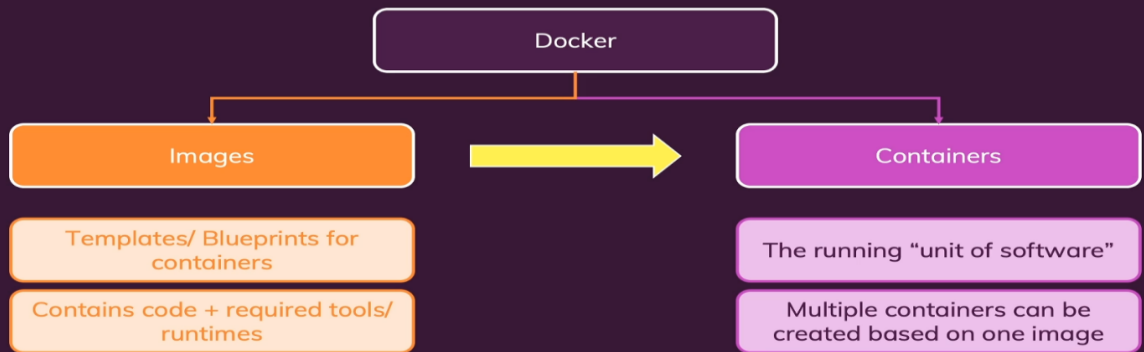 Docker
Images
Containers
Templates/ Blueprints for
containers
The running “unit of software”
Contains code + required tools/
runtimes
Multiple containers can be
created based on one image